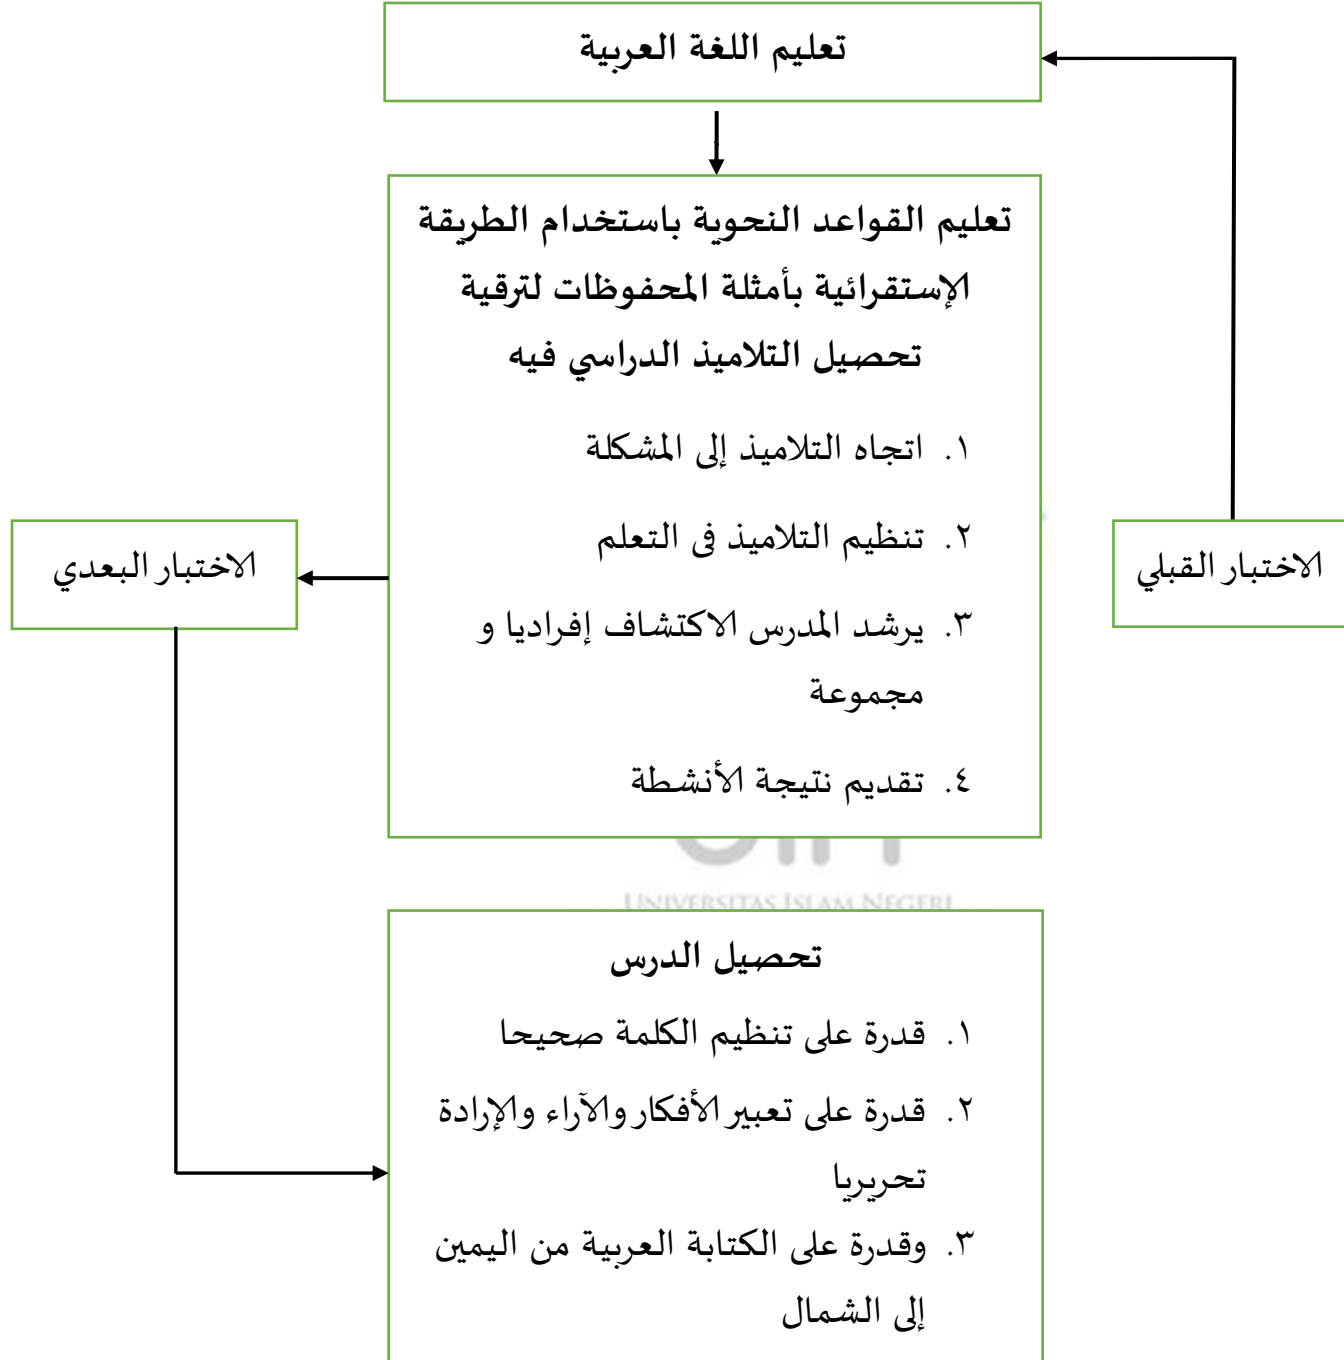 تعليم اللغة العربية
تعليم القواعد النحوية باستخدام الطريقة
الإستقرائية بأمثلة المحفوظات لترقية
تحصيل التلاميذ الدراسي فيه
١. اتجاه التلاميذ إلى المشكلة
٢. تنظيم التلاميذ فى التعلم
٣. يرشد المدرس الاكتشاف إفراديا و
مجموعة
٤. تقديم نتيجة الأنشطة
الاختبار القبلي
الاختبار البعدي
UNIVERSITAS ISLAM NEGERI
تحصيل الدرس
١. قدرة على تنظيم الكلمة صحيحا
٢. قدرة على تعبير الأفكار والآراء والإرادة
تحريريا
٣. وقدرة على الكتابة العربية من اليمين
إلى الشمال